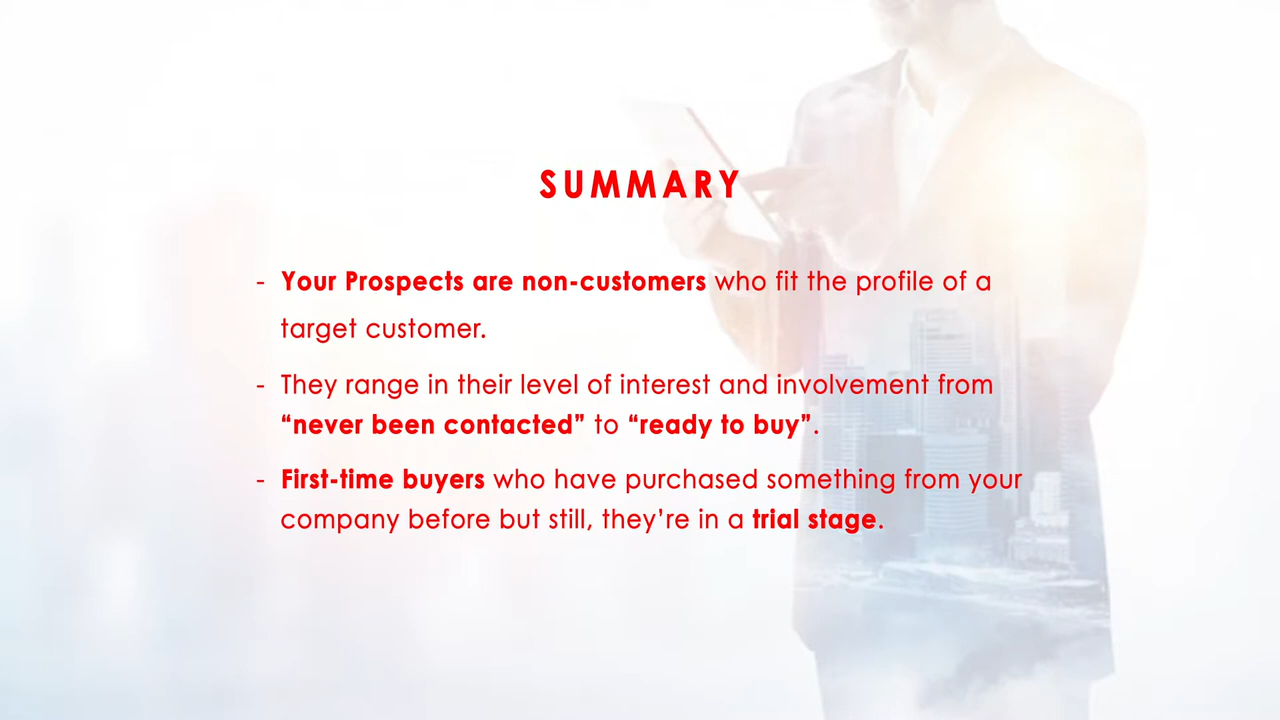 SUMMARY
- Your Prospects are non-customers who fit the profile of a
target customer.
- They range in their level of interest and involvement from
“never been contacted” to “ready to buy”.
- First-time buyers who have purchased something from your
company before but still, they’re in a trial stage.